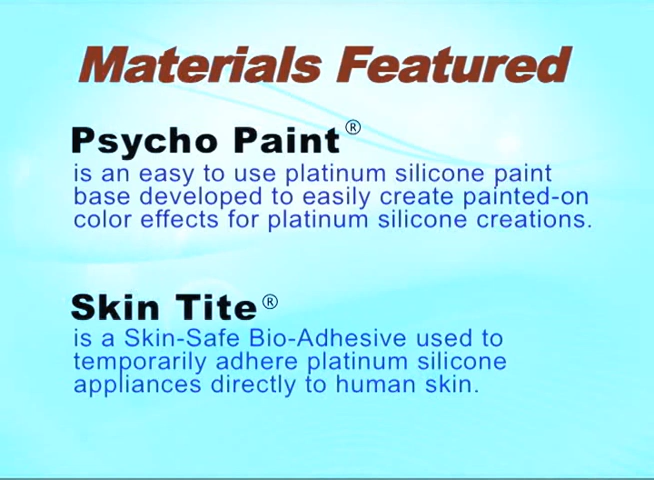 Materials Featured
Psycho Paint®
is an easy to use platinum silicone paint
base developed to easily create painted-on
color effects for platinum silicone creations.
Skin Tite®
is a Skin-Safe Bio-Adhesive used to
temporarily adhere platinum silicone
appliances directly to human skin.